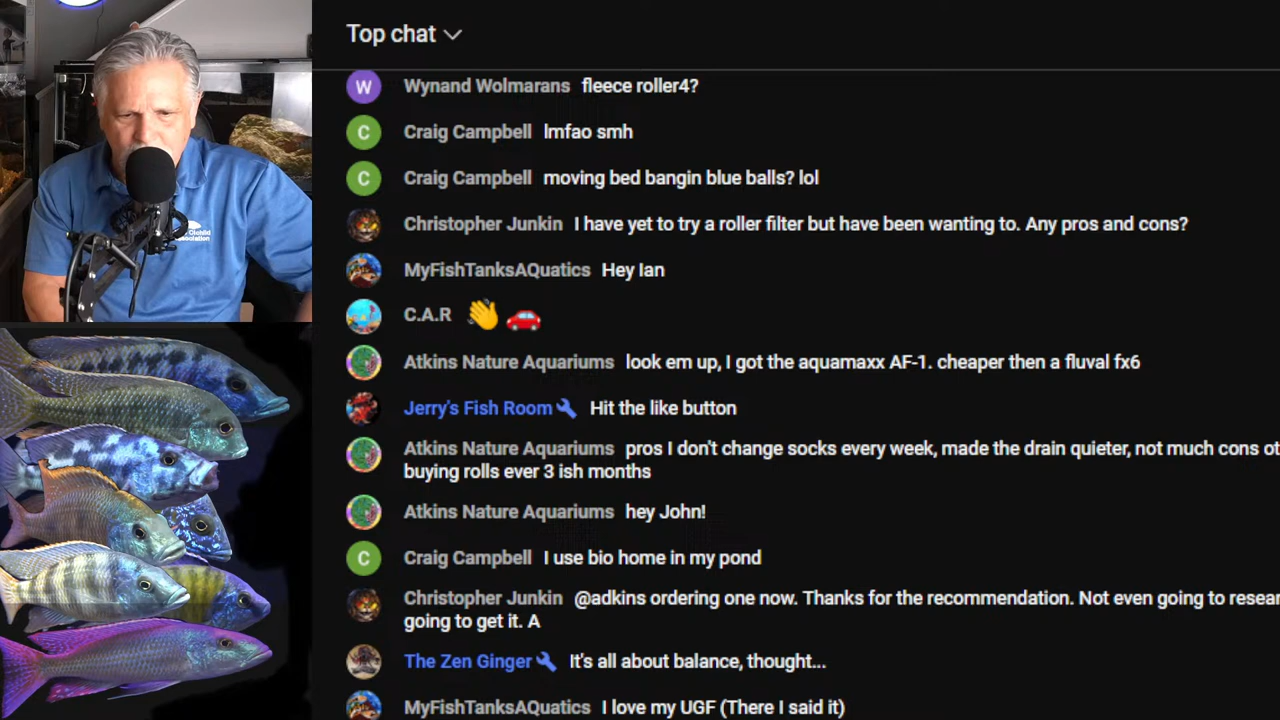 Top chat
W Wynand Wolmarans fleece roller4?
C Craig Campbell lmfao smh
C Craig Campbell moving bed bangin blue balls? lol
Christopher Junkin I have yet to try a roller filter but have been wanting to. Any pros and cons?
MyFishTanksAQuatics Hey Ian
C.A.R 👋 🚗
Atkins Nature Aquariums look em up, I got the aquamaxx AF-1. cheaper then a fluval fx6
Jerry's Fish Room Hit the like button
Atkins Nature Aquariums pros I don't change socks every week, made the drain quieter, not much cons ot
buying rolls ever 3 ish months
Atkins Nature Aquariums hey John!
C Craig Campbell I use bio home in my pond
Christopher Junkin @adkins ordering one now. Thanks for the recommendation. Not even going to resear
going to get it. A
The Zen Ginger It's all about balance, thought...
MyFishTanksAQuatics I love my UGF (There I said it)